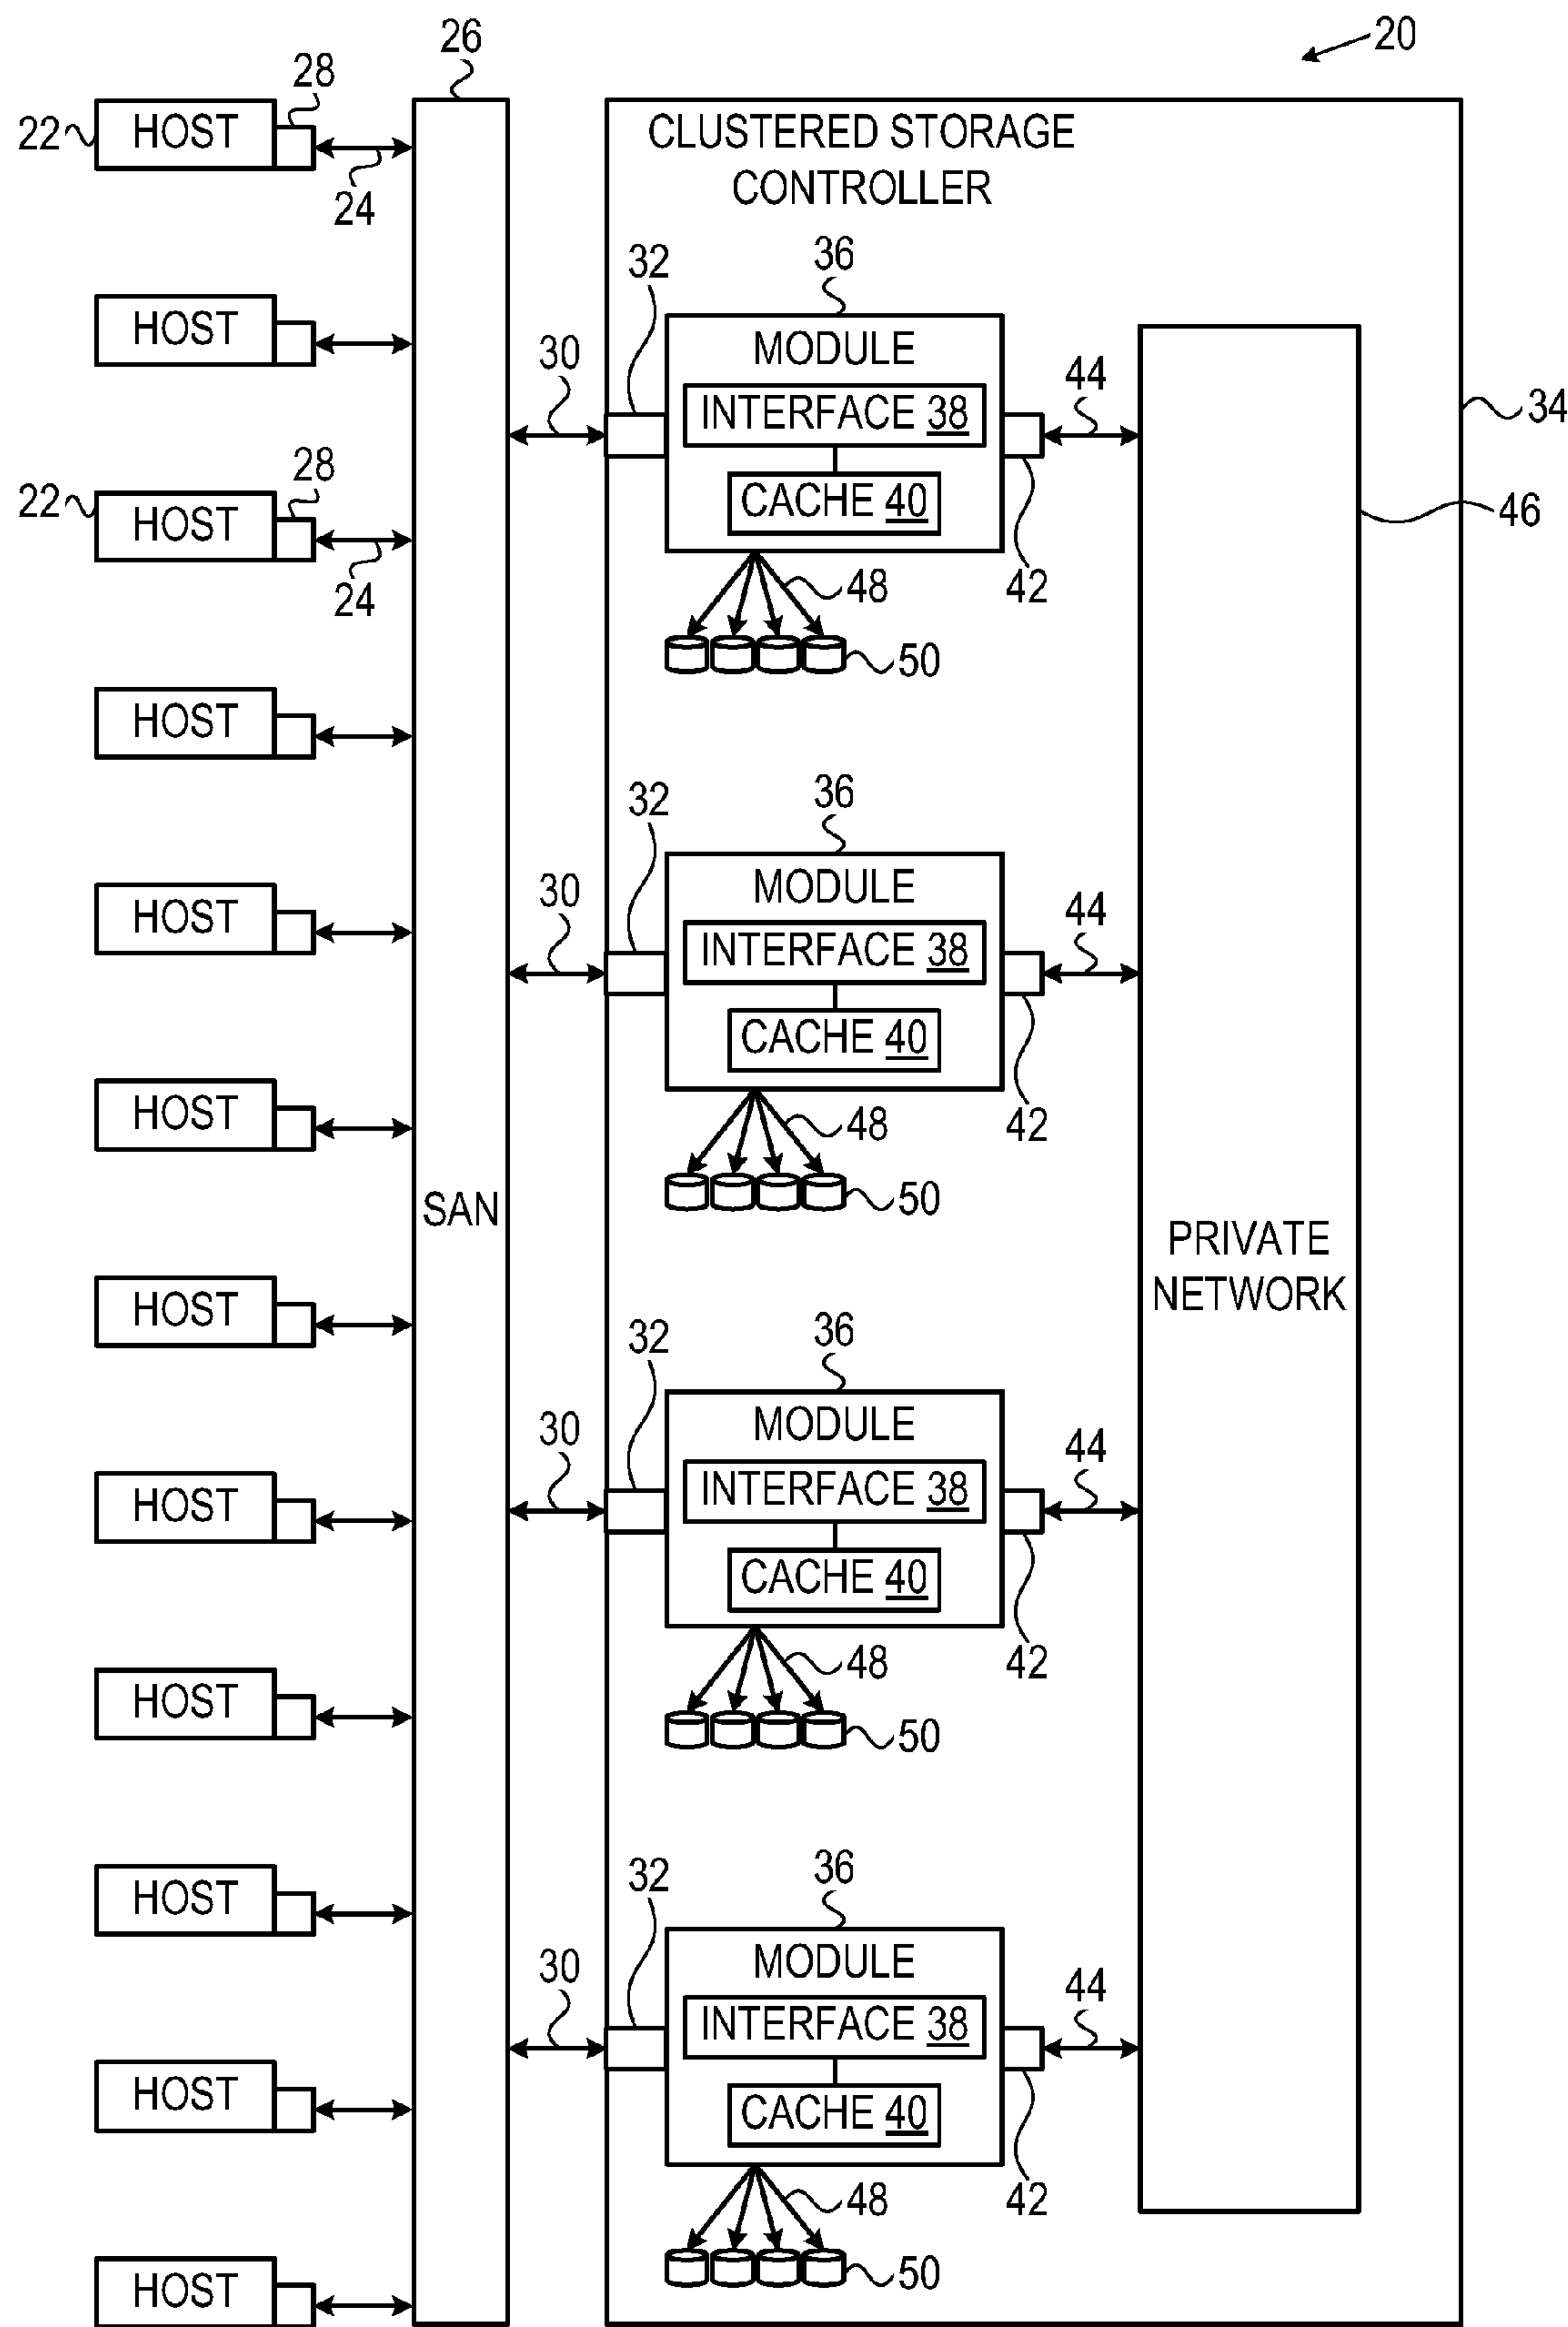 26
20
28
22
HOST
CLUSTERED STORAGE
CONTROLLER
24
36
32
HOST
MODULE
30
44
INTERFACE 38
34
28
22
HOST
CACHE 40
46
24
48
42
50
HOST
36
32
MODULE
30
44
HOST
INTERFACE 38
CACHE 40
HOST
48
42
SAN
50
PRIVATE
NETWORK
HOST
36
32
MODULE
30
44
HOST
INTERFACE 38
CACHE 40
48
42
HOST
50
36
32
HOST
MODULE
30
44
INTERFACE 38
HOST
CACHE 40
48
42
50
HOST